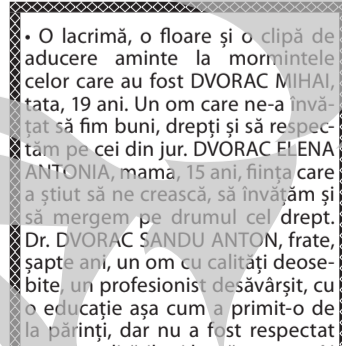 • O lacrimă, o floare și o clipă de
aducere aminte la mormintele
celor care au fost DVORAC MIHAI,
tata, 19 ani. Un om care ne-a învă-
țat să fim buni, drepți și să respec-
tăm pe cei din jur. DVORAC ELENA
ANTONIA, mama, 15 ani, ființa care
a știut să ne crească, să învățăm și
să mergem pe drumul cel drept.
Dr. DVORAC SANDU ANTON, frate,
șapte ani, un om cu calități deose-
bite, un profesionist desăvârșit, cu
o educație așa cum a primit-o de
la părinți, dar nu a fost respectat